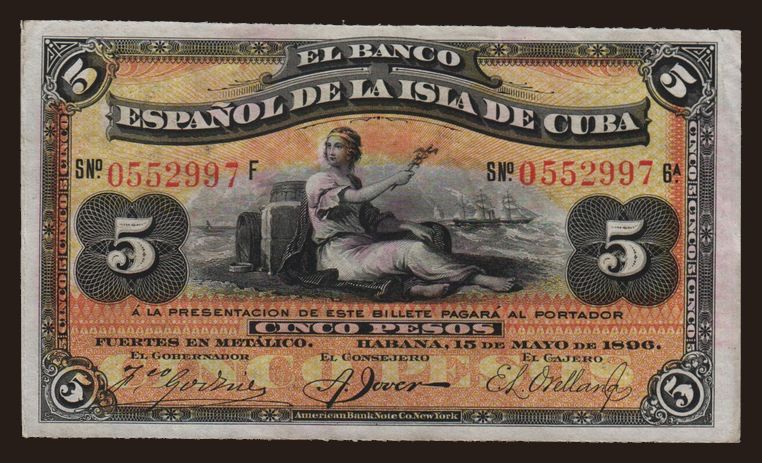 5 5
EL BANCO
ESPAÑOL DE LA ISLA DE CUBA
SNº 0552997 F SNº 0552997 6A.
5 5
Á LA PRESENTACION DE ESTE BILLETE PAGARÁ AL PORTADOR
CINCO PESOS
FUERTES EN METÁLICO. HABANA, 15 DE MAYO DE 1896.
EL GOBERNADOR EL CONSEJERO EL CAJERO
CINCO PESOS
5 5
American Bank Note Co. New York